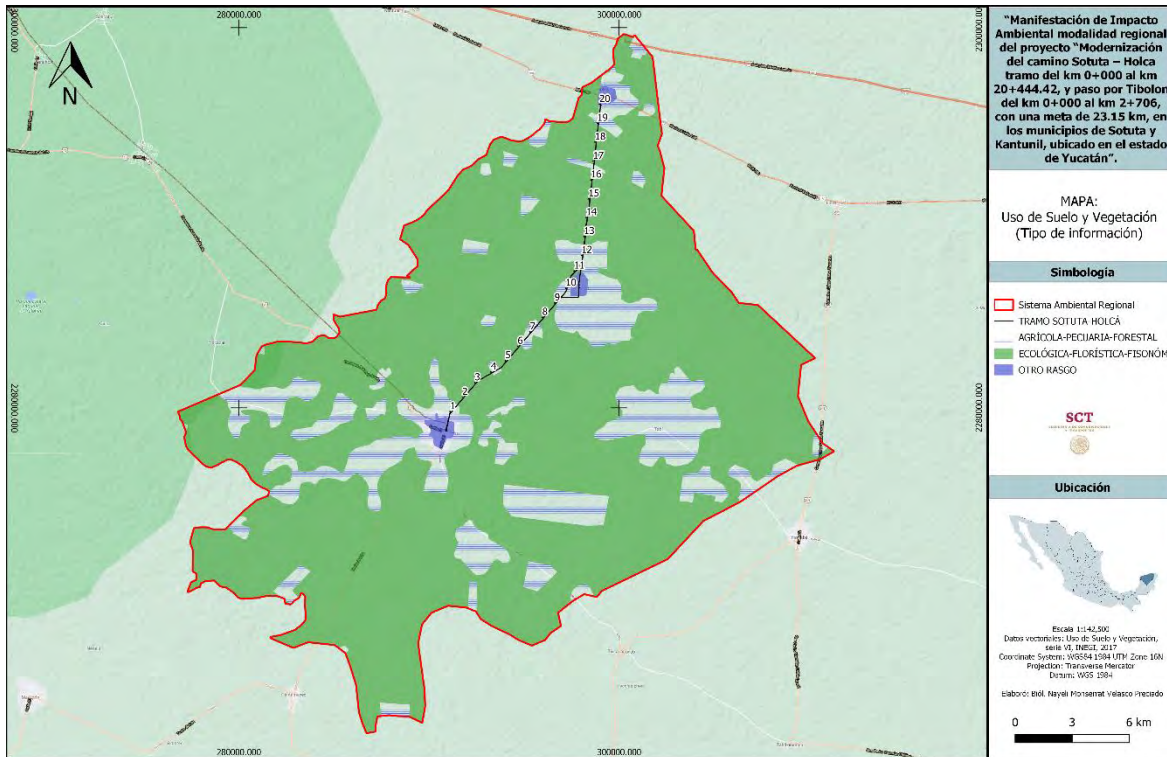 280000.000
300000.000
2300000.000
2300000.000
N
20
19
18
17
16
15
14
13
12
11
10
9
8
7
6
5
4
3
2
1
2280000.000
2280000.000
280000.000
300000.000
“Manifestación de Impacto
Ambiental modalidad regional
del proyecto “Modernización
del camino Sotuta – Holca
tramo del km 0+000 al km
20+444.42, y paso por Tibolon
del km 0+000 al km 2+706,
con una meta de 23.15 km, en
los municipios de Sotuta y
Kantunil, ubicado en el estado
de Yucatán”.
MAPA:
Uso de Suelo y Vegetación
(Tipo de información)
Simbología
Sistema Ambiental Regional
TRAMO SOTUTA-HOLCÁ
AGRÍCOLA-PECUARIA-FORESTAL
ECOLÓGICA-FLORÍSTICA-FISONÓM
OTRO RASGO
SCT
Ubicación
Escala 1:142,500
Datos vectoriales: Uso de Suelo y Vegetación,
serie VI, INEGI, 2017
Coordinate System: WGS84 1984 UTM Zone 16N
Projection: Transverse Mercator
Datum: WGS 1984
Elaboró: Biól. Nayeli Monserrat Velasco Preciado
0 3 6 km